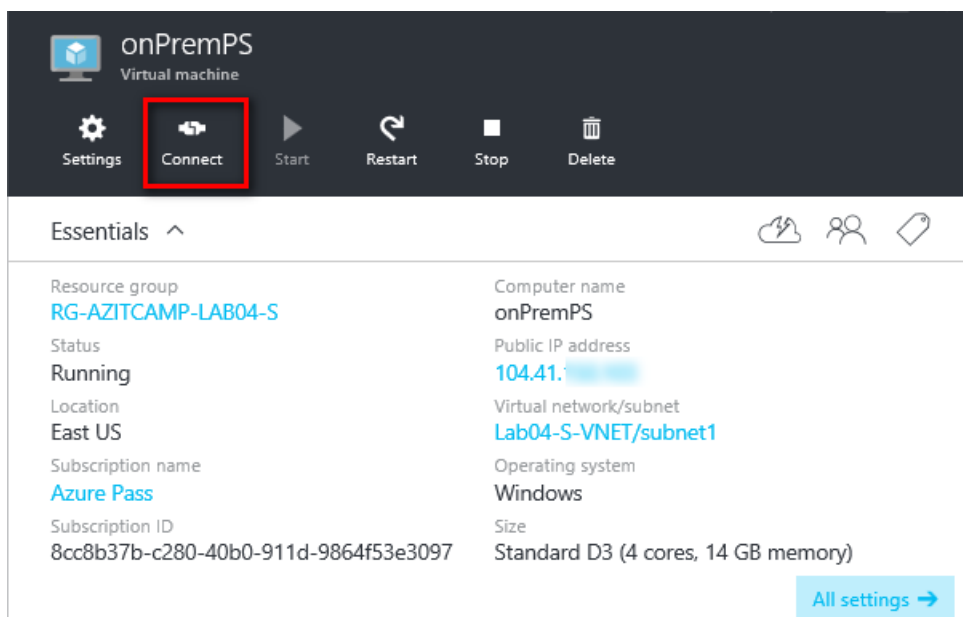 onPremPS
Virtual machine
Settings Connect Start Restart Stop Delete
Essentials
Resource group
RG-AZITCAMP-LAB04-S
Status
Running
Location
East US
Subscription name
Azure Pass
Subscription ID
8cc8b37b-c280-40b0-911d-9864f53e3097
Computer name
onPremPS
Public IP address
104.41.
Virtual network/subnet
Lab04-S-VNET/subnet1
Operating system
Windows
Size
Standard D3 (4 cores, 14 GB memory)
All settings